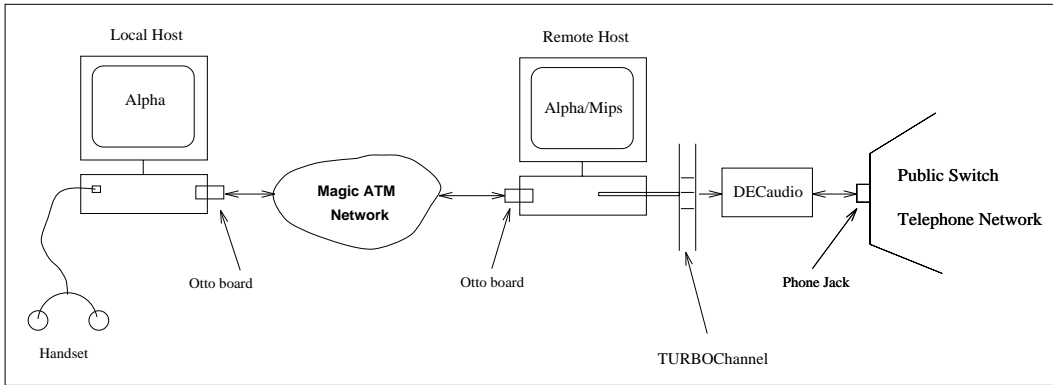 Local Host
Remote Host
Alpha
Alpha/Mips
Magic ATM
Network
DECaudio
Public Switch
Telephone Network
Otto board
Otto board
Phone Jack
Handset
TURBOChannel